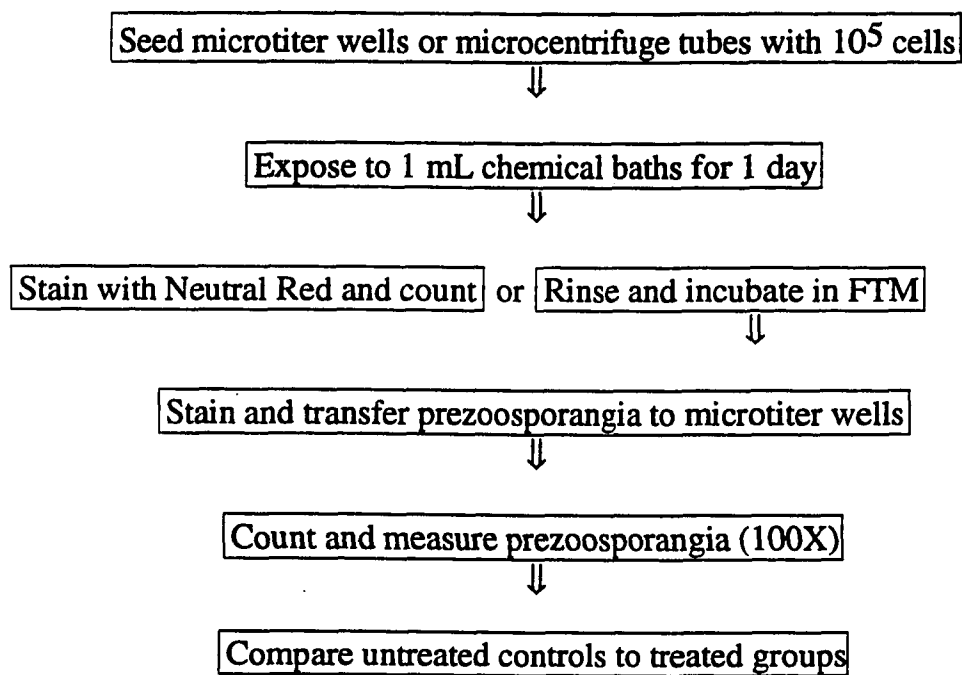 Seed microtiter wells or microcentrifuge tubes with 10⁵ cells
⇓
Expose to 1 mL chemical baths for 1 day
⇓
Stain with Neutral Red and count or Rinse and incubate in FTM
⇓
Stain and transfer prezoosporangia to microtiter wells
⇓
Count and measure prezoosporangia (100X)
⇓
Compare untreated controls to treated groups